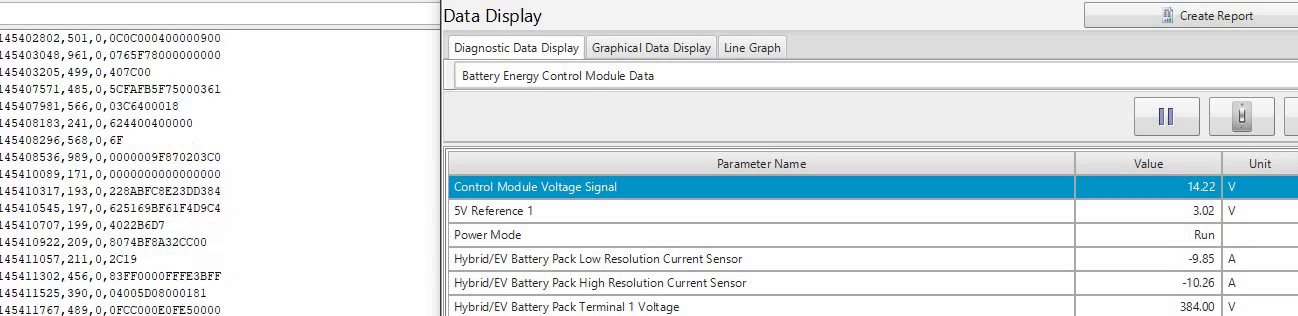 145402802,501,0,0C0C000400000900
145403048,961,0,0765F78000000000
145403205,499,0,407C00
145407571,485,0,5CFAFB5F75000361
145407981,566,0,03C6400018
145408183,241,0,624400400000
145408296,568,0,6F
145408536,989,0,0000009F870203C0
145410089,171,0,0000000000000000
145410317,193,0,228ABFC8E23DD384
145410545,197,0,625169BF61F4D9C4
145410707,199,0,4022B6D7
145410922,209,0,8074BF8A32CC00
145411057,211,0,2C19
145411302,456,0,83FF0000FFFE3BFF
145411525,390,0,04005D08000181
145411767,489,0,0FCC000E0FE50000
Data Display
Create Report
Diagnostic Data Display Graphical Data Display Line Graph
Battery Energy Control Module Data
Parameter Name Value Unit
Control Module Voltage Signal 14.22 V
5V Reference 1 3.02 V
Power Mode Run
Hybrid/EV Battery Pack Low Resolution Current Sensor -9.85 A
Hybrid/EV Battery Pack High Resolution Current Sensor -10.26 A
Hybrid/EV Battery Pack Terminal 1 Voltage 384.00 V